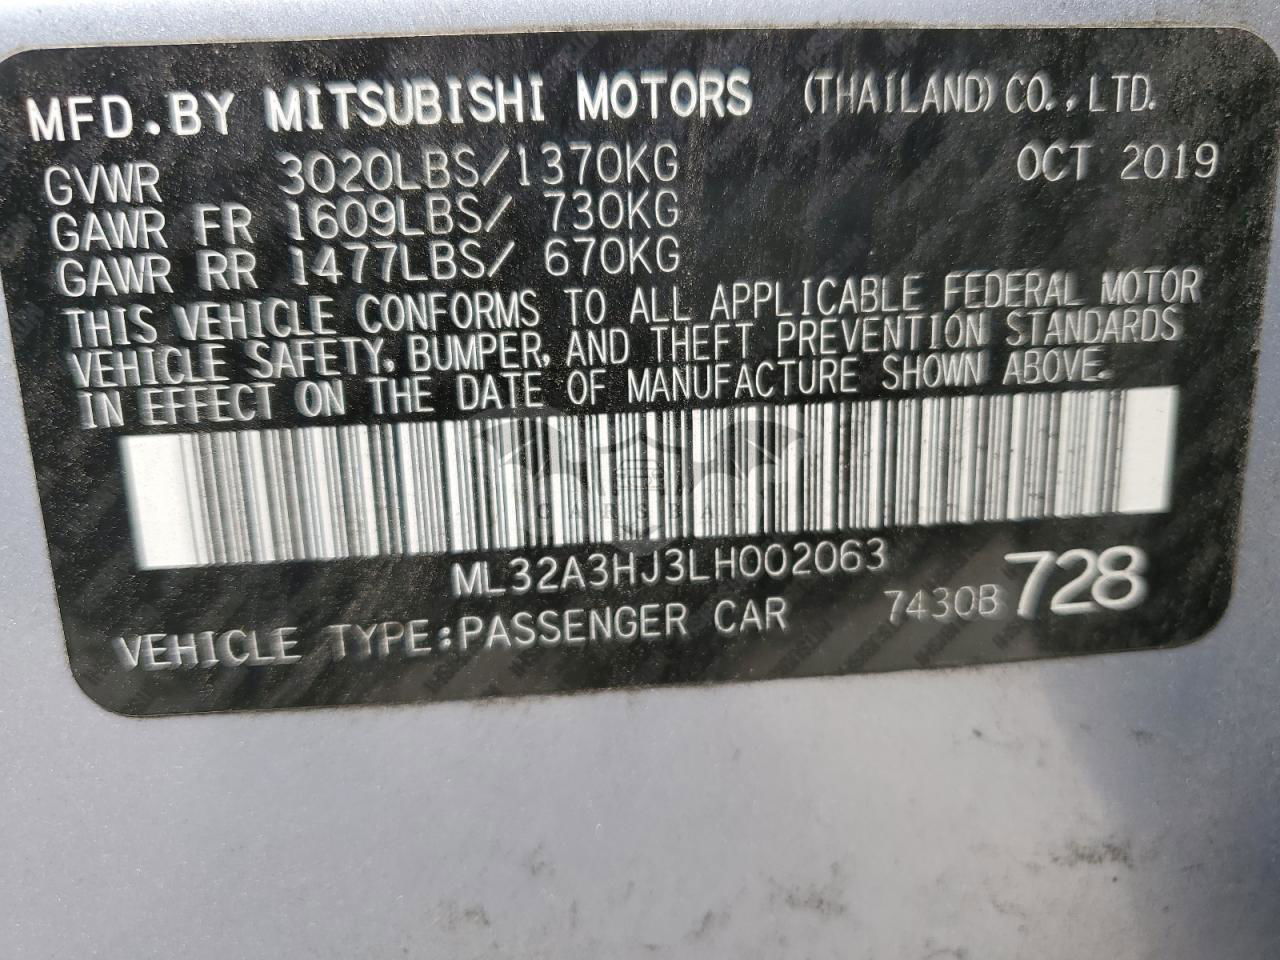 MFD.BY MITSUBISHI MOTORS (THAILAND) CO., LTD.
GVWR 3020LBS/1370KG OCT 2019
GAWR FR 1609LBS/ 730KG
GAWR RR 1477LBS/ 670KG
THIS VEHICLE CONFORMS TO ALL APPLICABLE FEDERAL MOTOR
VEHICLE SAFETY, BUMPER, AND THEFT PREVENTION STANDARDS
IN EFFECT ON THE DATE OF MANUFACTURE SHOWN ABOVE.
CARSBAT
ML32A3HJ3LH002063
7430B 728
VEHICLE TYPE:PASSENGER CAR